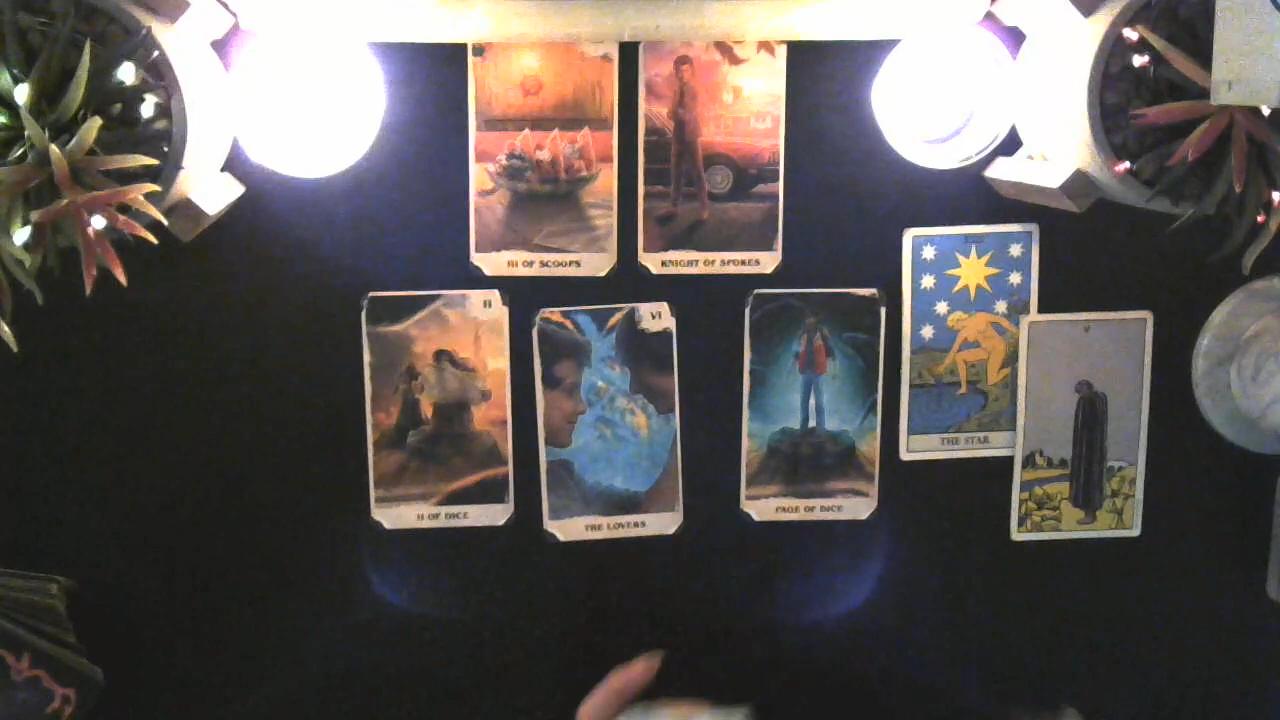 III OF SCOOPS
KNIGHT OF SPOKES
II
II OF DICE
VI
THE LOVERS
PAGE OF DICE
THE STAR
V